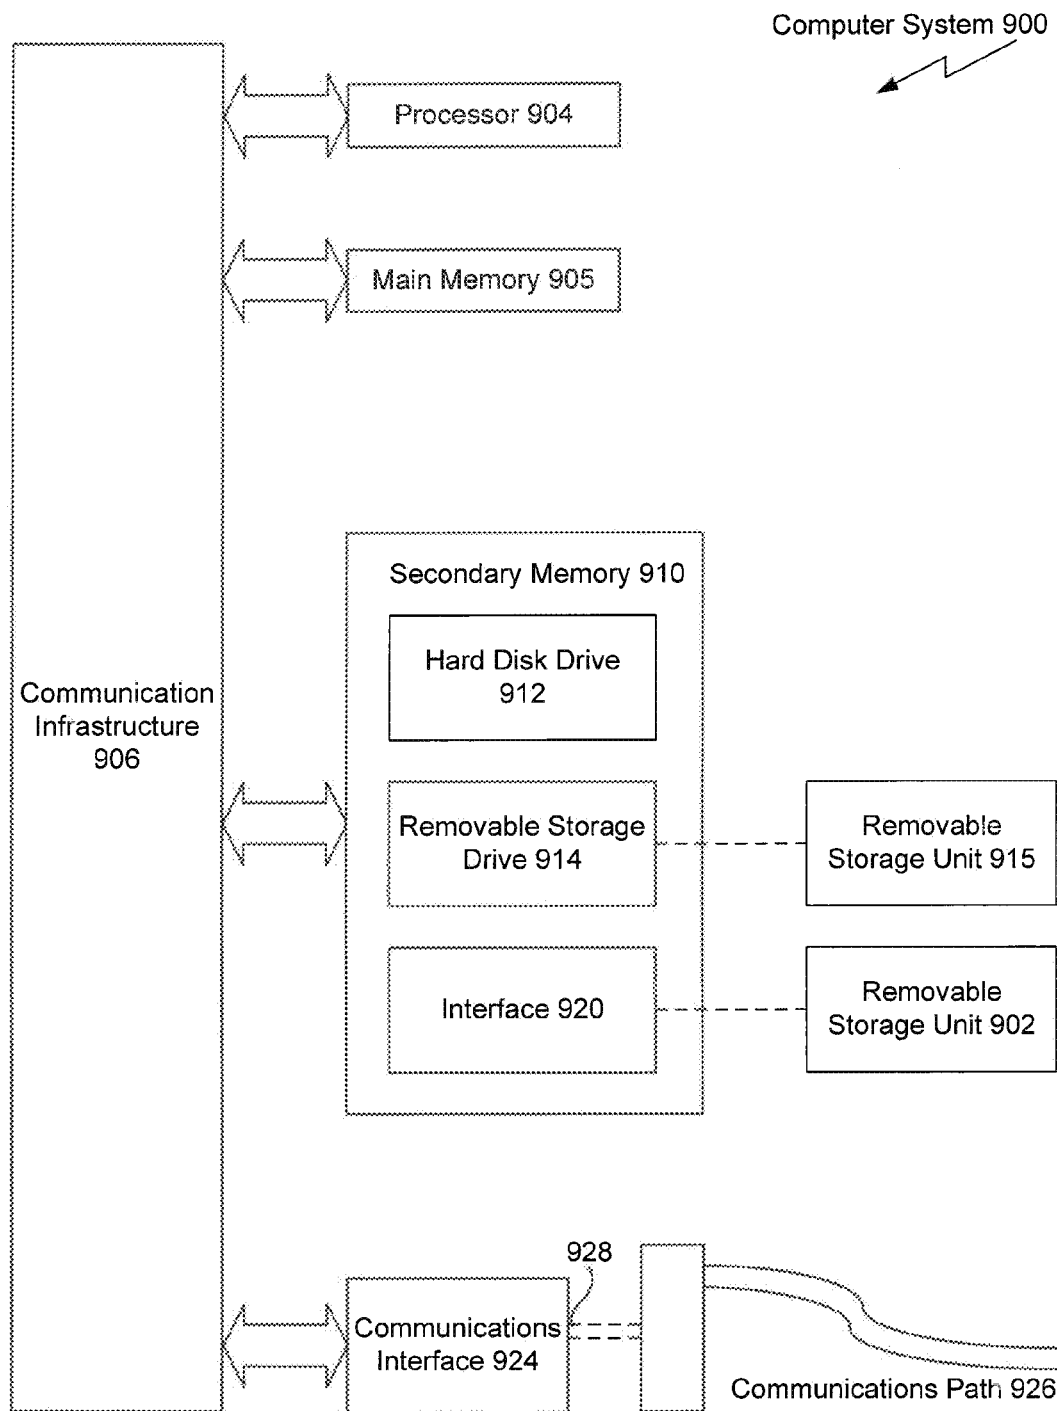 Computer System 900
Processor 904
Main Memory 905
Secondary Memory 910
Hard Disk Drive
912
Communication
Infrastructure
906
Removable Storage
Drive 914
Removable
Storage Unit 915
Interface 920
Removable
Storage Unit 902
928
Communications
Interface 924
Communications Path 926